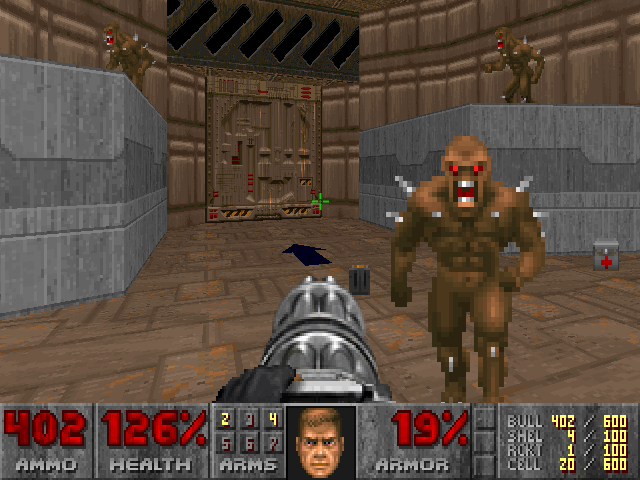 402 126% 2 3 4 19% BULL 402 / 600
5 6 7 SHEL 4 / 100
RCKT 1 / 100
AMMO HEALTH ARMS ARMOR CELL 20 / 600